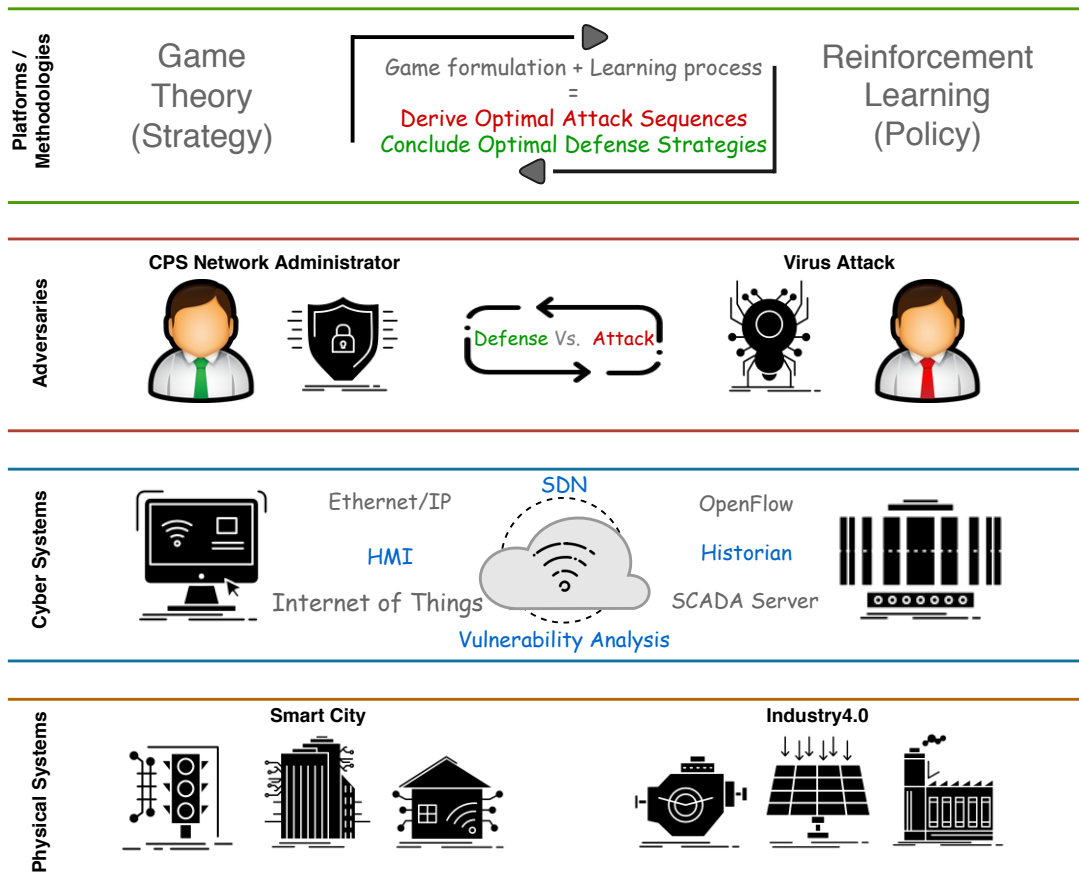 Platforms /
Methodologies
Game
Theory
(Strategy)
Game formulation + Learning process
=
Derive Optimal Attack Sequences
Conclude Optimal Defense Strategies
Reinforcement
Learning
(Policy)
Adversaries
CPS Network Administrator
Defense Vs. Attack
Virus Attack
Cyber Systems
Ethernet/IP
HMI
Internet of Things
SDN
Vulnerability Analysis
OpenFlow
Historian
SCADA Server
Physical Systems
Smart City
Industry4.0